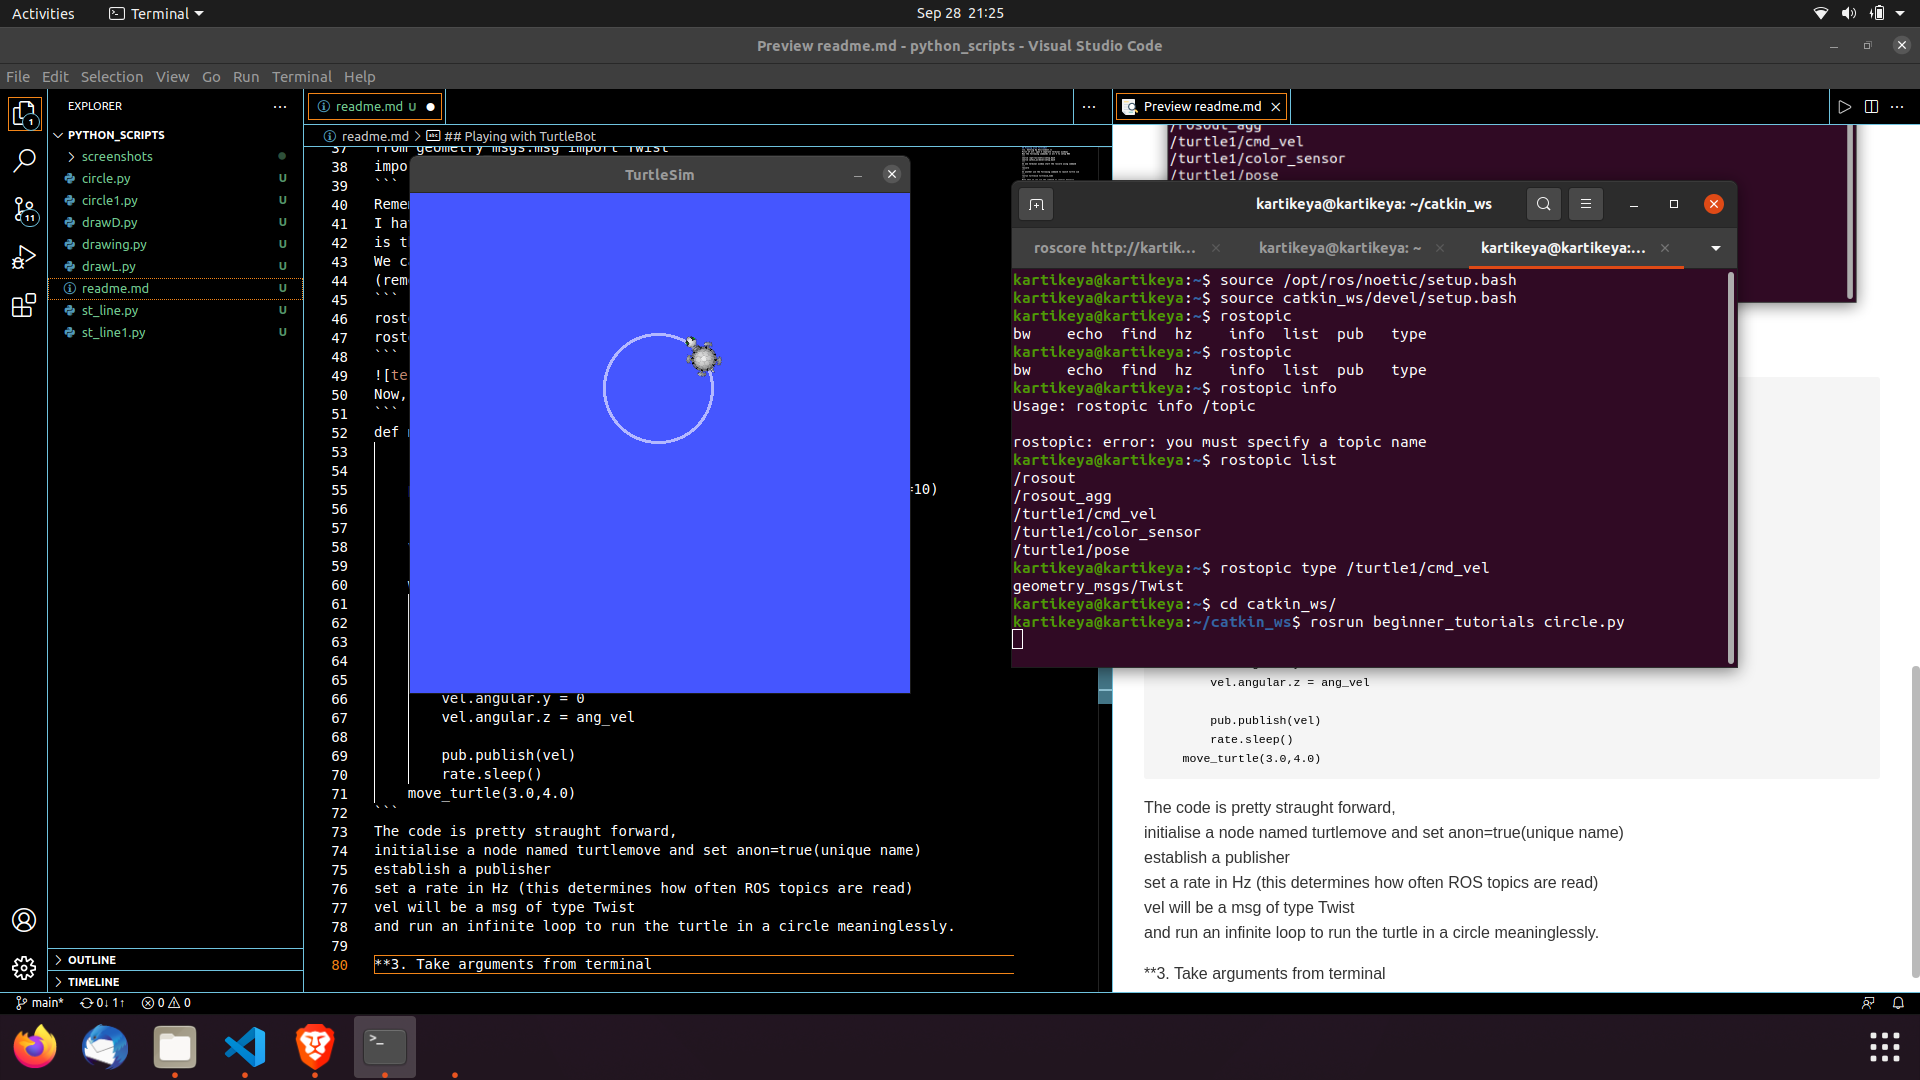 Activities
Terminal
Sep 28 21:25
Preview readme.md - python_scripts - Visual Studio Code
File Edit Selection View Go Run Terminal Help
EXPLORER
PYTHON_SCRIPTS
screenshots
circle.py U
circle1.py U
drawD.py U
drawing.py U
drawL.py U
readme.md U
st_line.py U
st_line1.py U
OUTLINE
TIMELINE
1
11
readme.md U
readme.md > ## Playing with TurtleBot
37 from geometry_msgs.msg import Twist
38 impo
39 ```
40 Reme
41 I ha
42 is t
43 We c
44 (rem
45 ```
46 rost
47 rost
48 ```
49 ![te
50 Now,
51 ```
52 def
53
54
55 =10)
56
57
58
59
60
61
62
63
64
65
66 vel.angular.y = 0
67 vel.angular.z = ang_vel
68
69 pub.publish(vel)
70 rate.sleep()
71 move_turtle(3.0,4.0)
72 ```
73 The code is pretty straught forward,
74 initialise a node named turtlemove and set anon=true(unique name)
75 establish a publisher
76 set a rate in Hz (this determines how often ROS topics are read)
77 vel will be a msg of type Twist
78 and run an infinite loop to run the turtle in a circle meaninglessly.
79
80 **3. Take arguments from terminal
TurtleSim
Preview readme.md
/rosout_agg
/turtle1/cmd_vel
/turtle1/color_sensor
/turtle1/pose
kartikeya@kartikeya: ~/catkin_ws
roscore http://kartik...
kartikeya@kartikeya: ~
kartikeya@kartikeya:...
kartikeya@kartikeya:~$ source /opt/ros/noetic/setup.bash
kartikeya@kartikeya:~$ source catkin_ws/devel/setup.bash
kartikeya@kartikeya:~$ rostopic
bw echo find hz info list pub type
kartikeya@kartikeya:~$ rostopic
bw echo find hz info list pub type
kartikeya@kartikeya:~$ rostopic info
Usage: rostopic info /topic
rostopic: error: you must specify a topic name
kartikeya@kartikeya:~$ rostopic list
/rosout
/rosout_agg
/turtle1/cmd_vel
/turtle1/color_sensor
/turtle1/pose
kartikeya@kartikeya:~$ rostopic type /turtle1/cmd_vel
geometry_msgs/Twist
kartikeya@kartikeya:~$ cd catkin_ws/
kartikeya@kartikeya:~/catkin_ws$ rosrun beginner_tutorials circle.py
vel.angular.z = ang_vel
pub.publish(vel)
rate.sleep()
move_turtle(3.0,4.0)
The code is pretty straught forward,
initialise a node named turtlemove and set anon=true(unique name)
establish a publisher
set a rate in Hz (this determines how often ROS topics are read)
vel will be a msg of type Twist
and run an infinite loop to run the turtle in a circle meaninglessly.
**3. Take arguments from terminal
main* 0↓ 1↑ 0 0